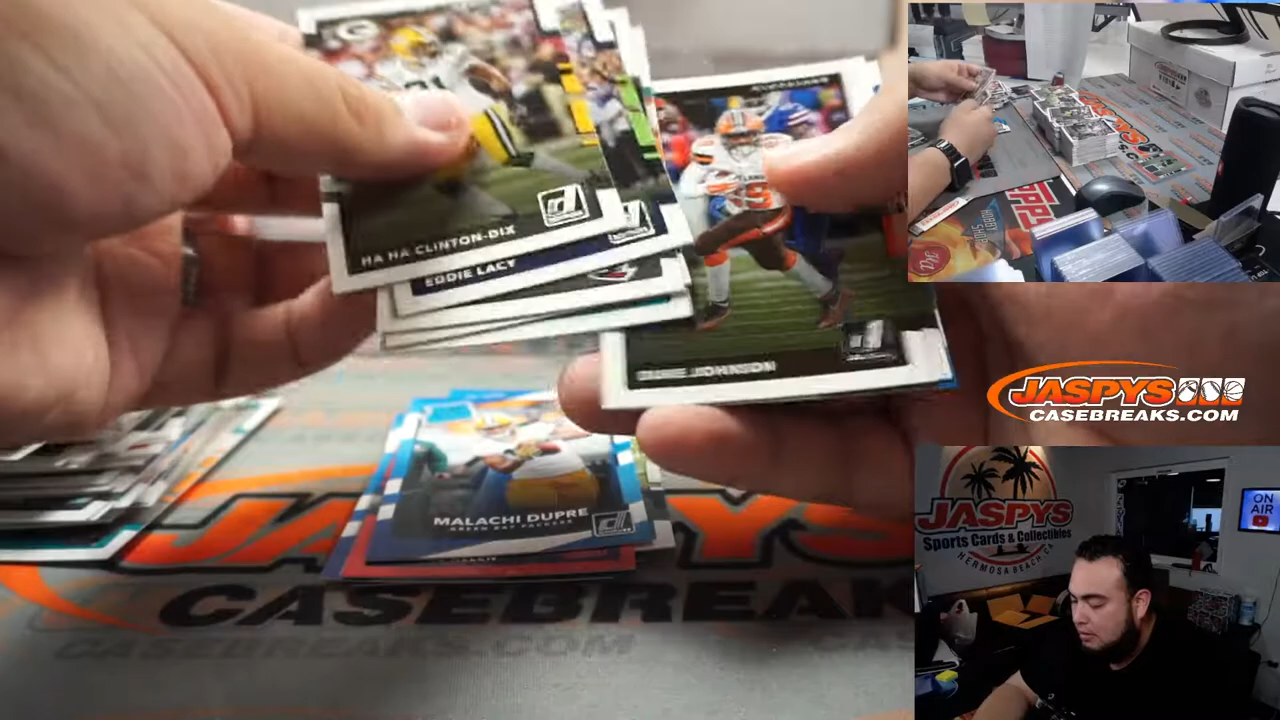 HA HA CLINTON-DIX
EDDIE LACY
JOHNSON
MALACHI DUPRE
GREEN BAY PACKERS
JASPYS
CASEBREAKS.COM
ON
AIR
JASPYS
Sports Cards & Collectibles
HERMOSA BEACH, CA
CASEBREAK
CASEBREAKS.COM